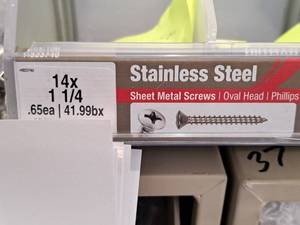 14x
1 1/4
.65ea | 41.99bx
Stainless Steel
Sheet Metal Screws | Oval Head | Phillips
37